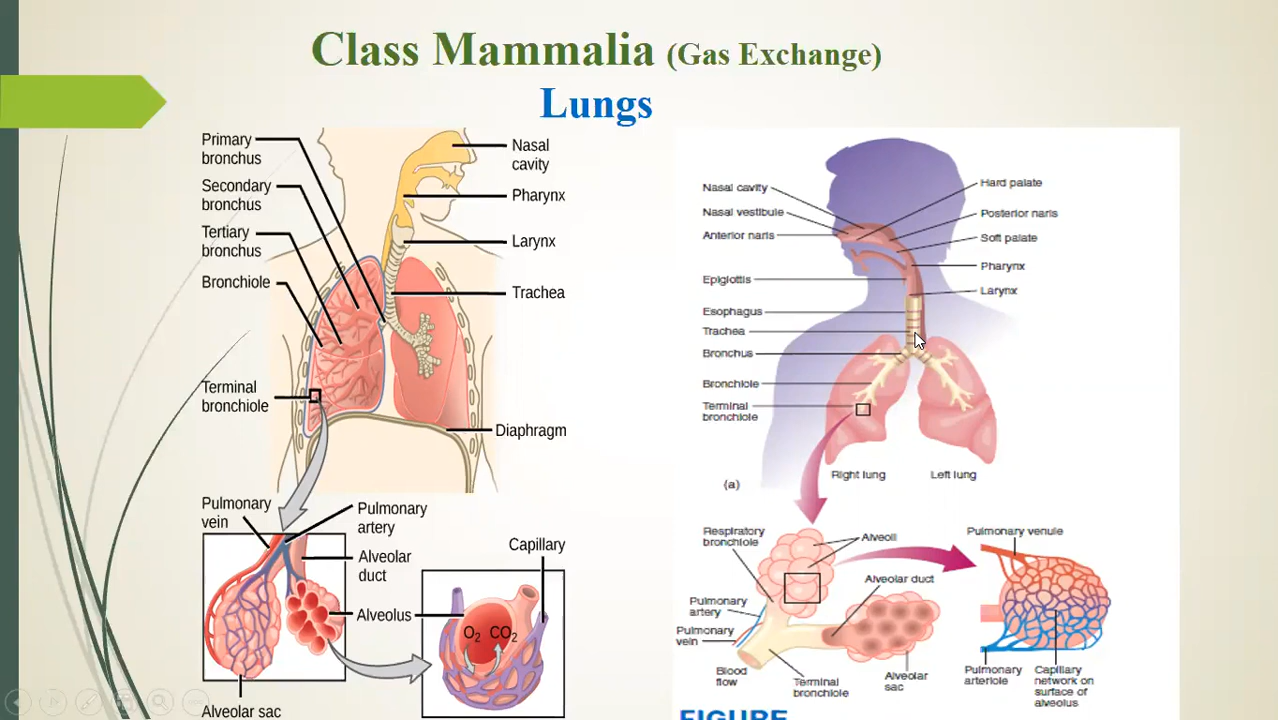 Class Mammalia (Gas Exchange)
Lungs
Primary
bronchus
Secondary
bronchus
Tertiary
bronchus
Bronchiole
Terminal
bronchiole
Nasal
cavity
Pharynx
Larynx
Trachea
Diaphragm
Pulmonary
vein
Pulmonary
artery
Alveolar
duct
Alveolus
Capillary
O2 CO2
Alveolar sac
Nasal cavity
Nasal vestibule
Anterior naris
Epiglottis
Esophagus
Trachea
Bronchus
Bronchiole
Terminal
bronchiole
Hard palate
Posterior naris
Soft palate
Pharynx
Larynx
Right lung
Left lung
(a)
Respiratory
bronchiole
Alveoli
Alveolar duct
Pulmonary
artery
Pulmonary
vein
Blood
flow
Terminal
bronchiole
Alveolar
sac
Pulmonary venule
Pulmonary
arteriole
Capillary
network on
surface of
alveolus
FIGURE